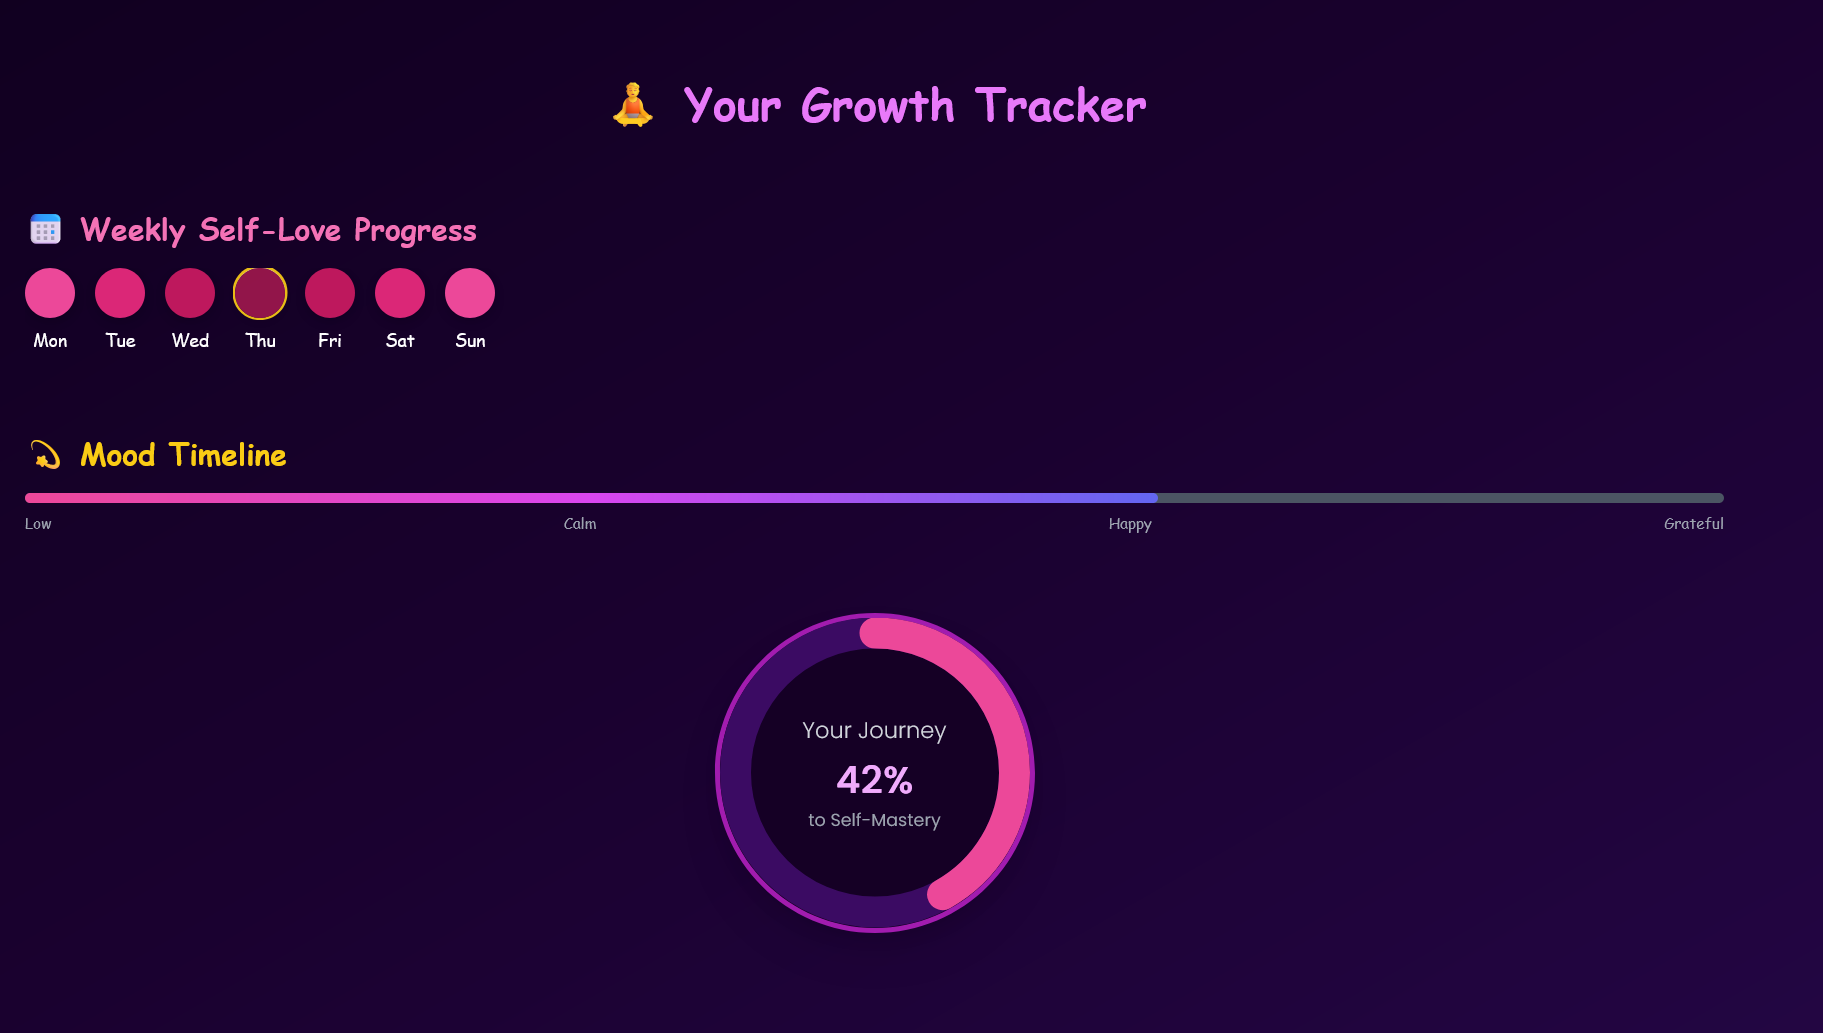 Your Growth Tracker
Weekly Self-Love Progress
Mon Tue Wed Thu Fri Sat Sun
Mood Timeline
Low Calm Happy Grateful
Your Journey
42%
to Self-Mastery